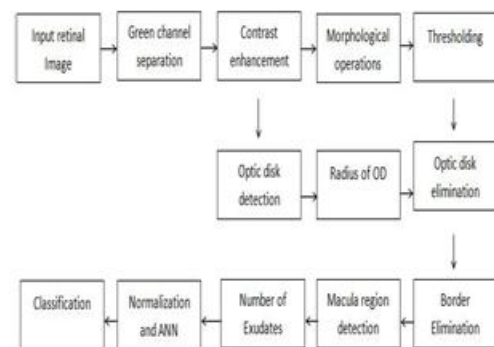 Input retinal
Image
Green channel
separation
Contrast
enhancement
Morphological
operations
Thresholding
Optic disk
detection
Radius of OD
Optic disk
elimination
Classification
Normalization
and ANN
Number of
Exudates
Macula region
detection
Border
Elimination